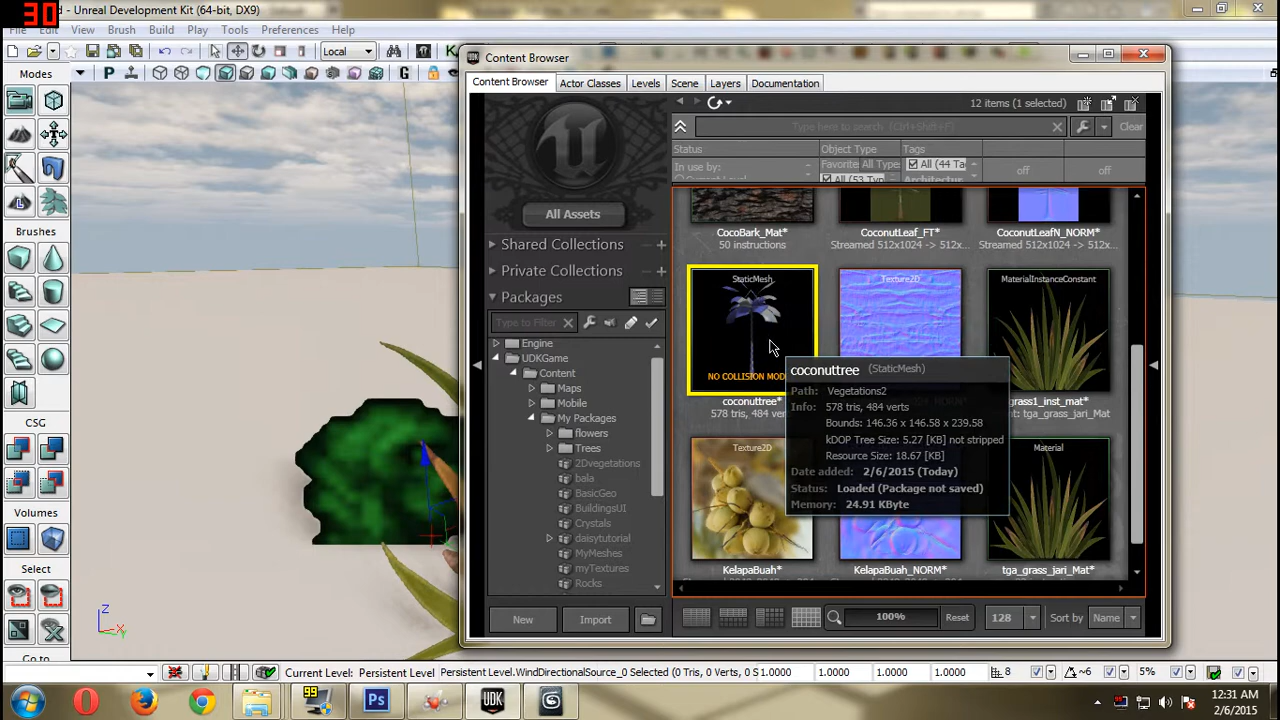 30
d - Unreal Development Kit (64-bit, DX9)
File Edit View Brush Build Play Tools Preferences Help
Local
Content Browser
Content Browser Actor Classes Levels Scene Layers Documentation
12 items (1 selected)
Type here to search (Ctrl+Shift+F)
Clear
Status
Object Type
Tags
In use by:
Favorite
All Type
All (44 Ta
Current Level
All (53 Typ
Architectur
off
off
All Assets
Shared Collections
Private Collections
Packages
Type to Filter
Engine
UDKGame
Content
Maps
Mobile
My Packages
flowers
Trees
2Dvegetations
bala
BasicGeo
BuildingsUI
Crystals
daisytutorial
MyMeshes
myTextures
Rocks
New
Import
CocoBark_Mat*
50 instructions
CoconutLeaf_FT*
Streamed 512x1024 -> 512x...
CoconutLeafN_NORM*
Streamed 512x1024 -> 512x...
StaticMesh
NO COLLISION MOD
coconuttree*
578 tris, 484 vert
Texture2D
MaterialInstanceConstant
grass1_inst_mat*
nt: tga_grass_jari_Mat
coconuttree (StaticMesh)
Path: Vegetations2
Info: 578 tris, 484 verts
Bounds: 146.36 x 146.58 x 239.58
kDOP Tree Size: 5.27 [KB] not stripped
Resource Size: 18.67 [KB]
Date added: 2/6/2015 (Today)
Status: Loaded (Package not saved)
Memory: 24.91 KByte
Texture2D
KelapaBuah*
KelapaBuah_NORM*
Material
tga_grass_jari_Mat*
100%
Reset
128
Sort by
Name
Modes
Brushes
CSG
Volumes
Select
Go to
Z
X
Y
Current Level: Persistent Level
Persistent Level.WindDirectionalSource_0 Selected (0 Tris, 0 Verts, 0 S
1.0000
1.0000
1.0000
1.0000
8
6
5%
99
Ps
UDK
12:31 AM
2/6/2015